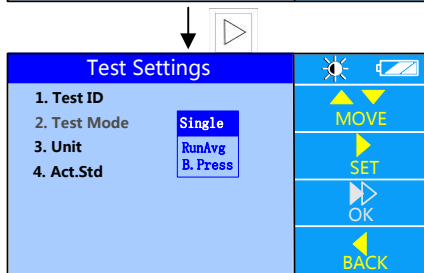 Test Settings
1. Test ID
2. Test Mode
3. Unit
4. Act.Std
Single
RunAvg
B. Press
MOVE
SET
OK
BACK